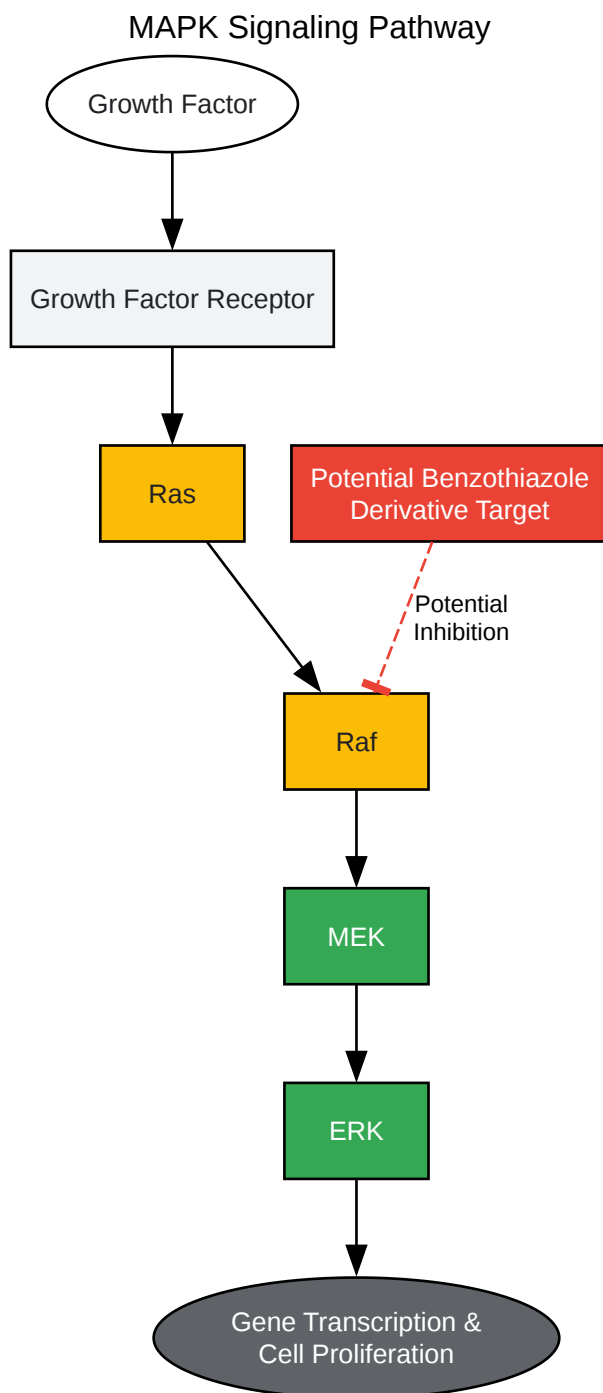 MAPK Signaling Pathway
Growth Factor
Growth Factor Receptor
Ras
Potential Benzothiazole
Derivative Target
Potential
Inhibition
Raf
MEK
ERK
Gene Transcription &
Cell Proliferation